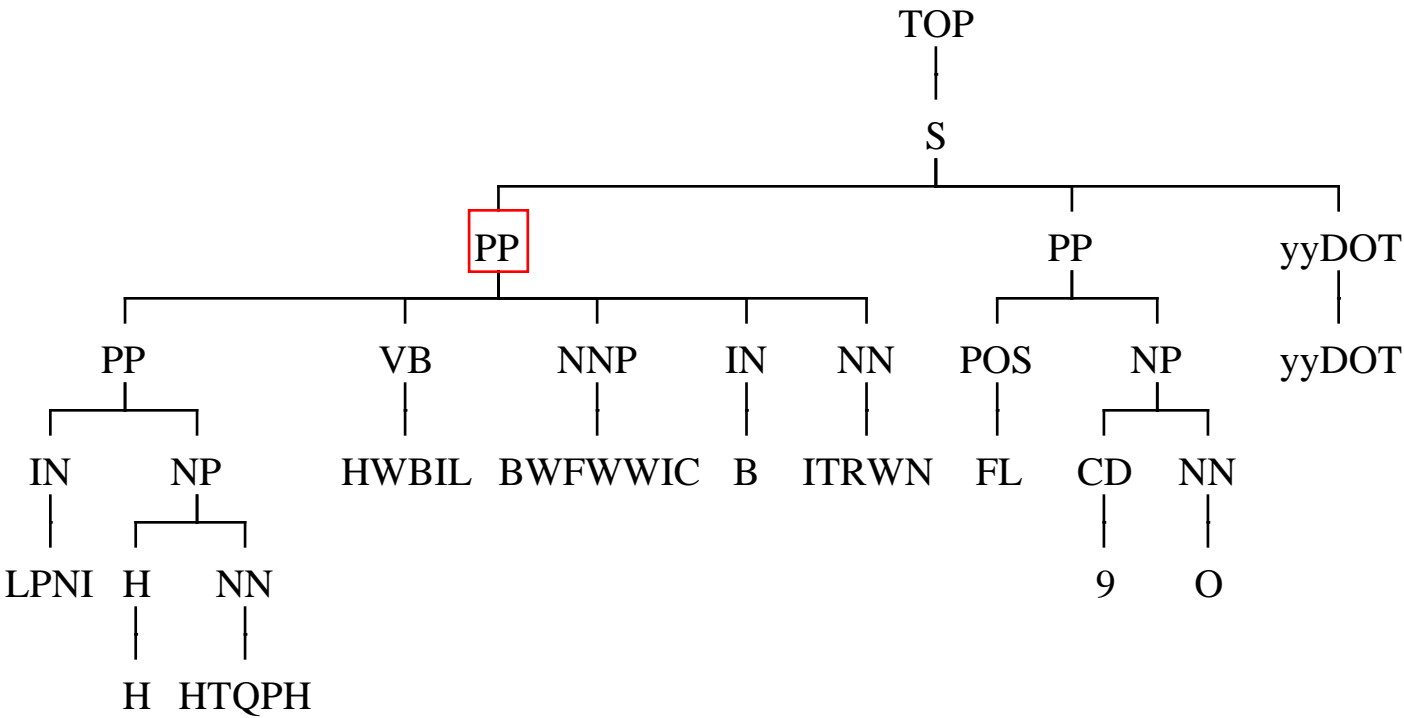 TOP
S
PP PP yyDOT
PP VB NNP IN NN POS NP yyDOT
IN NP HWBIL BWFWWIC B ITRWN FL CD NN
LPNI H NN 9 O
H HTQPH